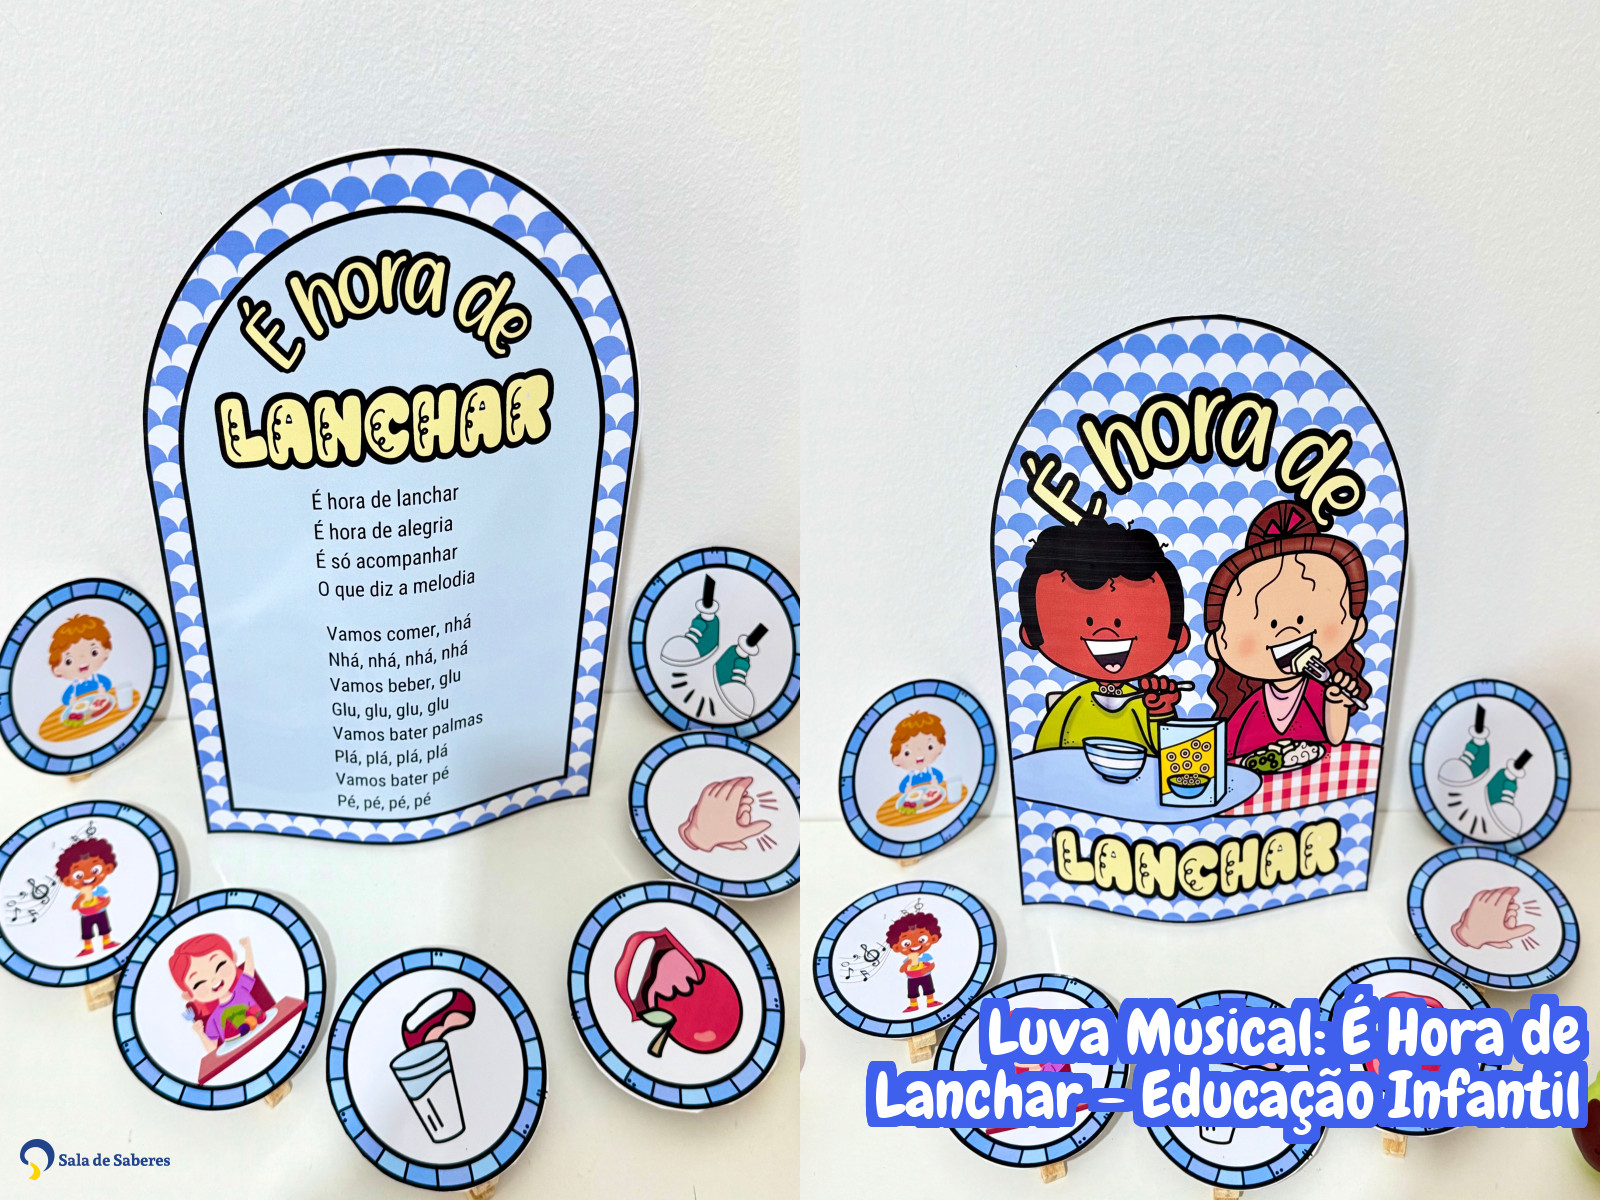 É hora de
LANCHAR
É hora de lanchar
É hora de alegria
É só acompanhar
O que diz a melodia
Vamos comer, nhá
Nhá, nhá, nhá, nhá
Vamos beber, glu
Glu, glu, glu, glu
Vamos bater palmas
Plá, plá, plá, plá
Vamos bater pé
Pé, pé, pé, pé
É hora de
LANCHAR
Luva Musical: É Hora de
Lanchar – Educação Infantil
Sala de Saberes